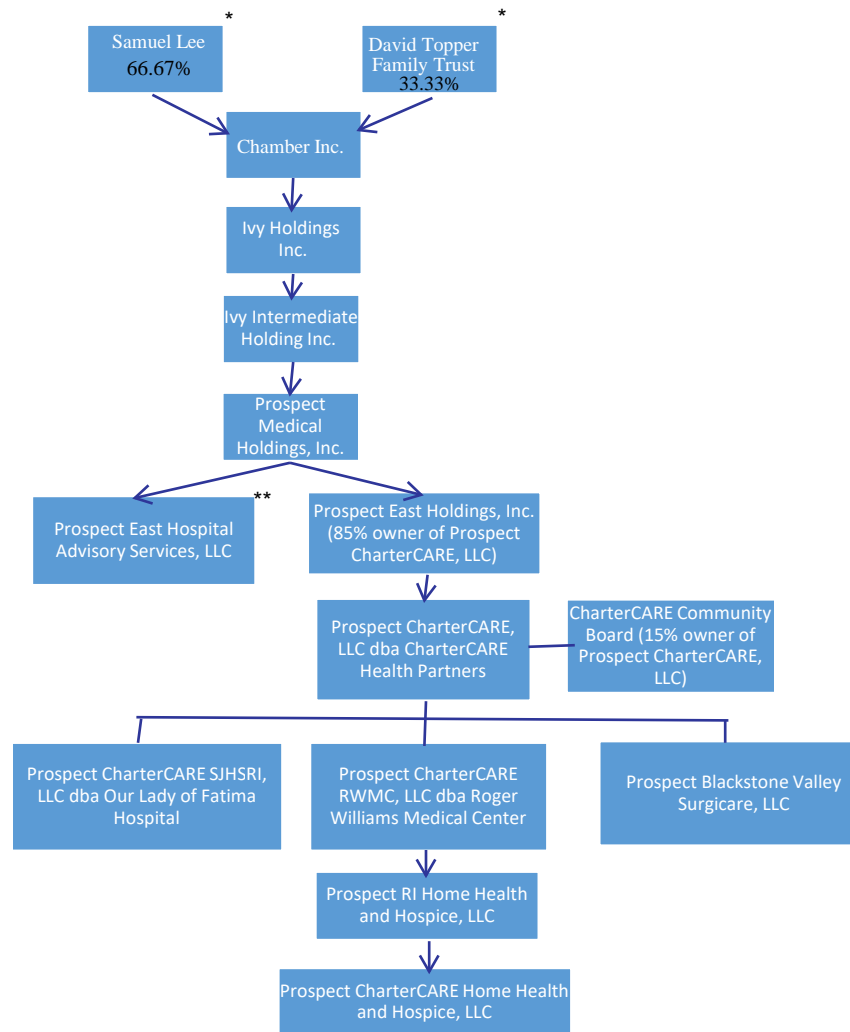 *
*
Samuel Lee
66.67%
David Topper
Family Trust
33.33%
Chamber Inc.
Ivy Holdings
Inc.
Ivy Intermediate
Holding Inc.
Prospect
Medical
Holdings, Inc.
**
Prospect East Hospital
Advisory Services, LLC
Prospect East Holdings, Inc.
(85% owner of Prospect
CharterCARE, LLC)
Prospect CharterCARE,
LLC dba CharterCARE
Health Partners
CharterCARE Community
Board (15% owner of
Prospect CharterCARE,
LLC)
Prospect CharterCARE SJHSRI,
LLC dba Our Lady of Fatima
Hospital
Prospect CharterCARE
RWMC, LLC dba Roger
Williams Medical Center
Prospect Blackstone Valley
Surgicare, LLC
Prospect RI Home Health
and Hospice, LLC
Prospect CharterCARE Home Health
and Hospice, LLC